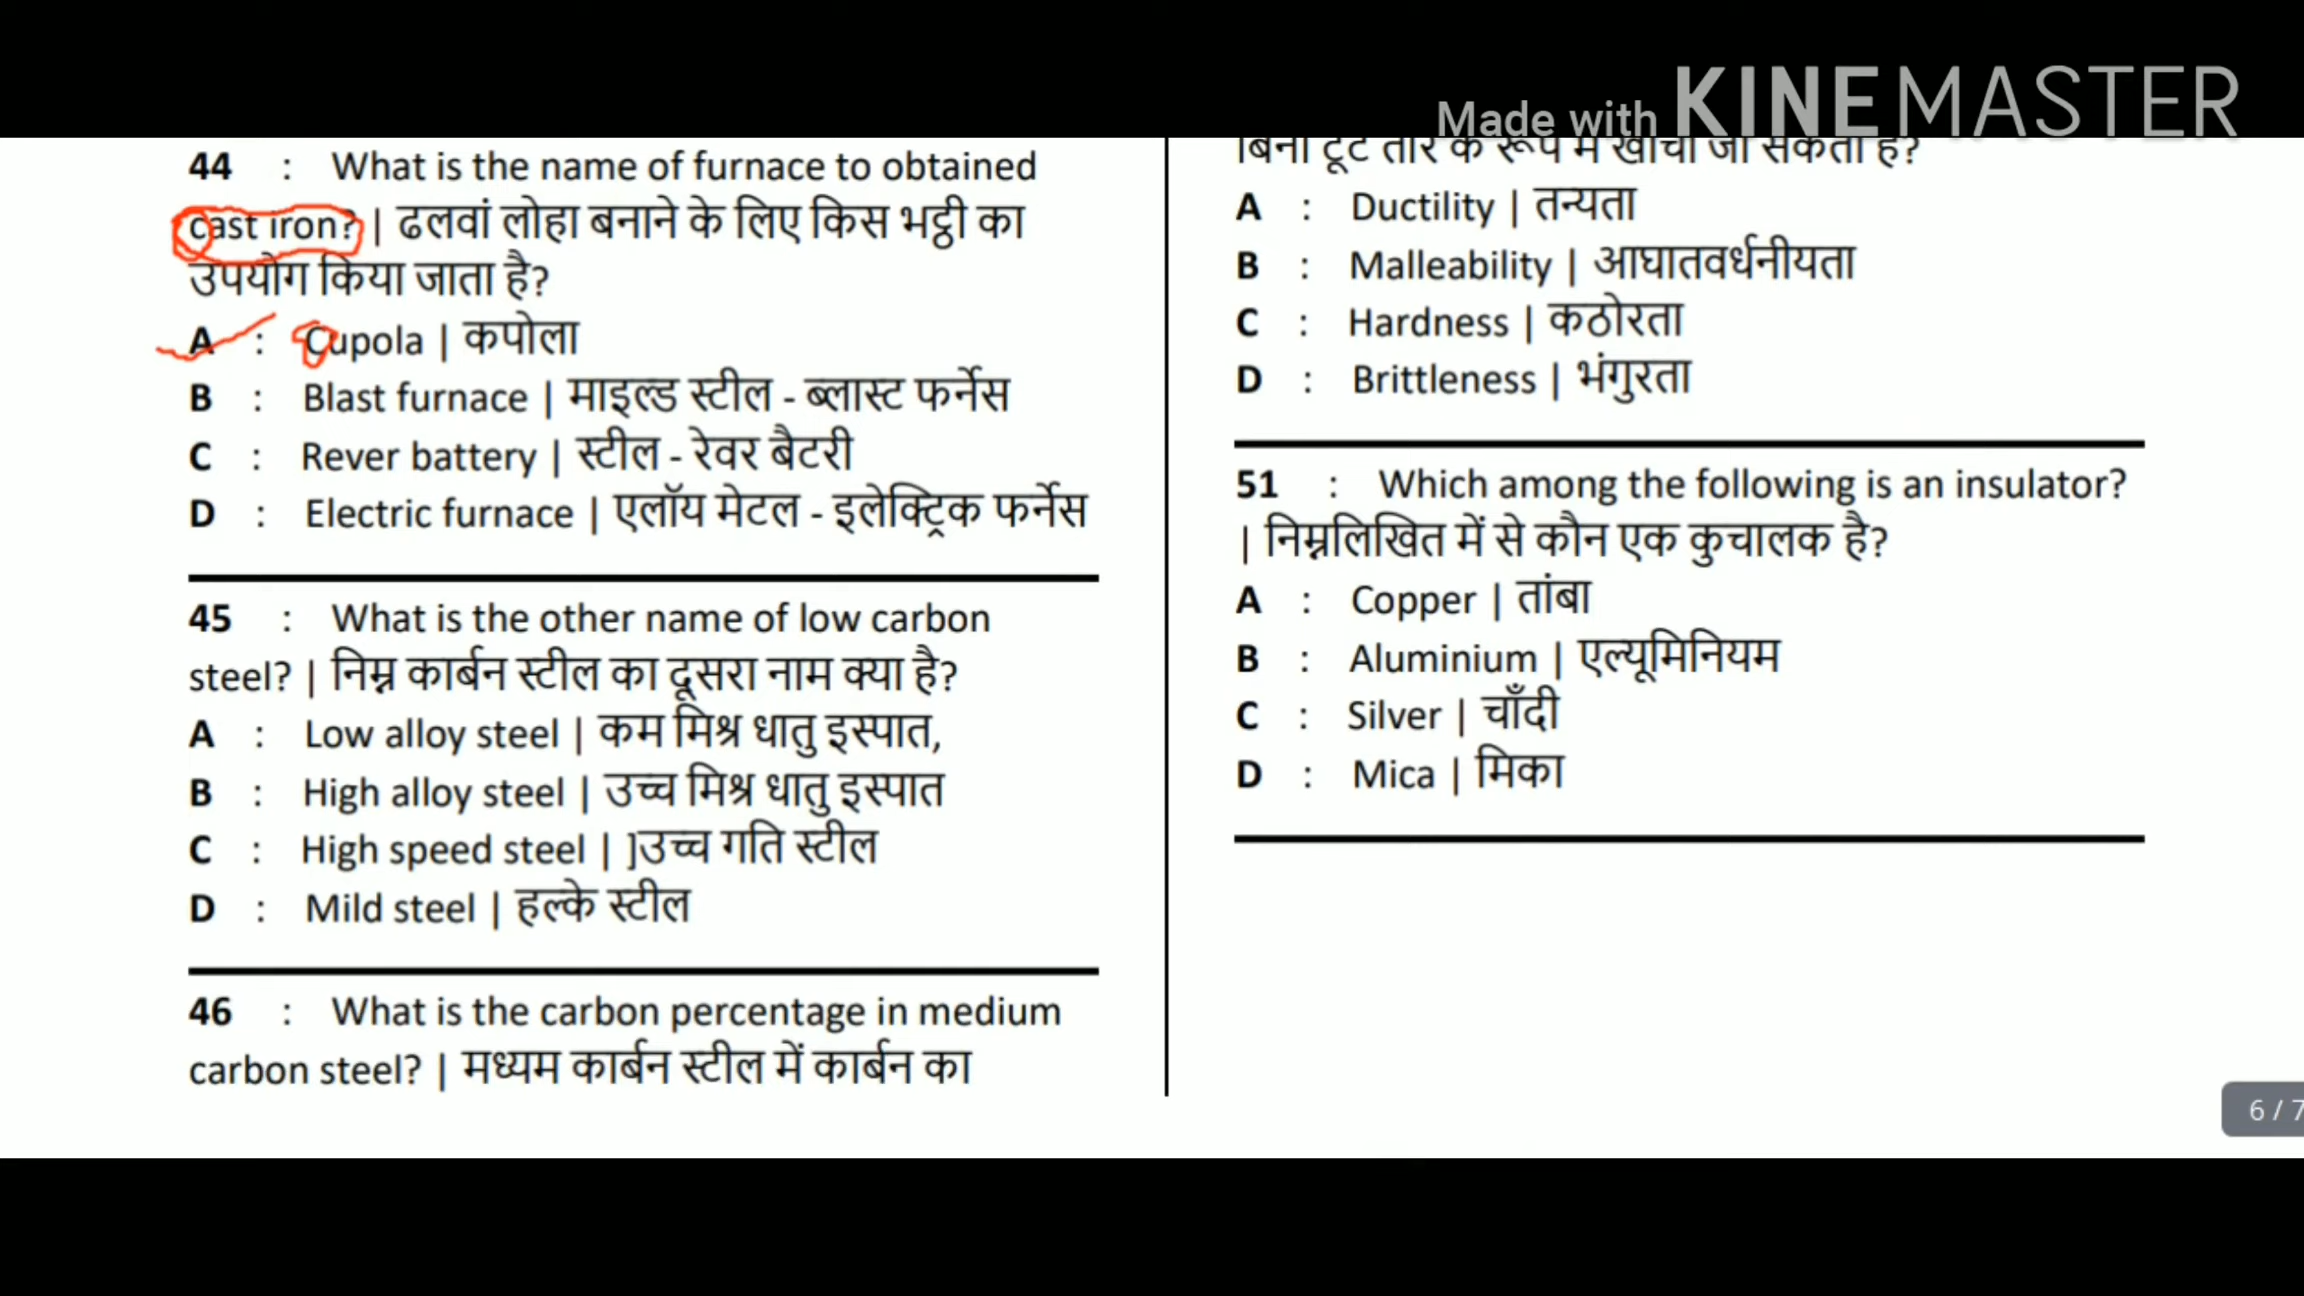 Made with KINEMASTER
44 : What is the name of furnace to obtained
cast iron? | ढलवां लोहा बनाने के लिए किस भट्ठी का
उपयोग किया जाता है?
A : Cupola | कपोला
B : Blast furnace | माइल्ड स्टील - ब्लास्ट फर्नेस
C : Rever battery | स्टील - रेवर बैटरी
D : Electric furnace | एलॉय मेटल - इलेक्ट्रिक फर्नेस
45 : What is the other name of low carbon
steel? | निम्न कार्बन स्टील का दूसरा नाम क्या है?
A : Low alloy steel | कम मिश्र धातु इस्पात,
B : High alloy steel | उच्च मिश्र धातु इस्पात
C : High speed steel | ]उच्च गति स्टील
D : Mild steel | हल्के स्टील
46 : What is the carbon percentage in medium
carbon steel? | मध्यम कार्बन स्टील में कार्बन का
बिना टूटे तार के रूप में खींचा जा सकता है?
A : Ductility | तन्यता
B : Malleability | आघातवर्धनीयता
C : Hardness | कठोरता
D : Brittleness | भंगुरता
51 : Which among the following is an insulator?
| निम्नलिखित में से कौन एक कुचालक है?
A : Copper | तांबा
B : Aluminium | एल्यूमिनियम
C : Silver | चाँदी
D : Mica | मिका
6 / 7